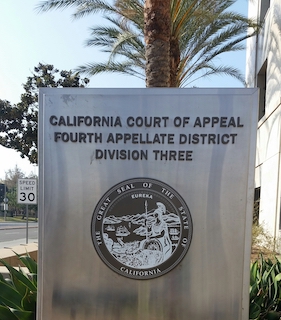 CALIFORNIA COURT OF APPEAL
FOURTH APPELLATE DISTRICT
DIVISION THREE
SPEED
LIMIT
30
THE GREAT SEAL OF THE STATE OF CALIFORNIA
EUREKA